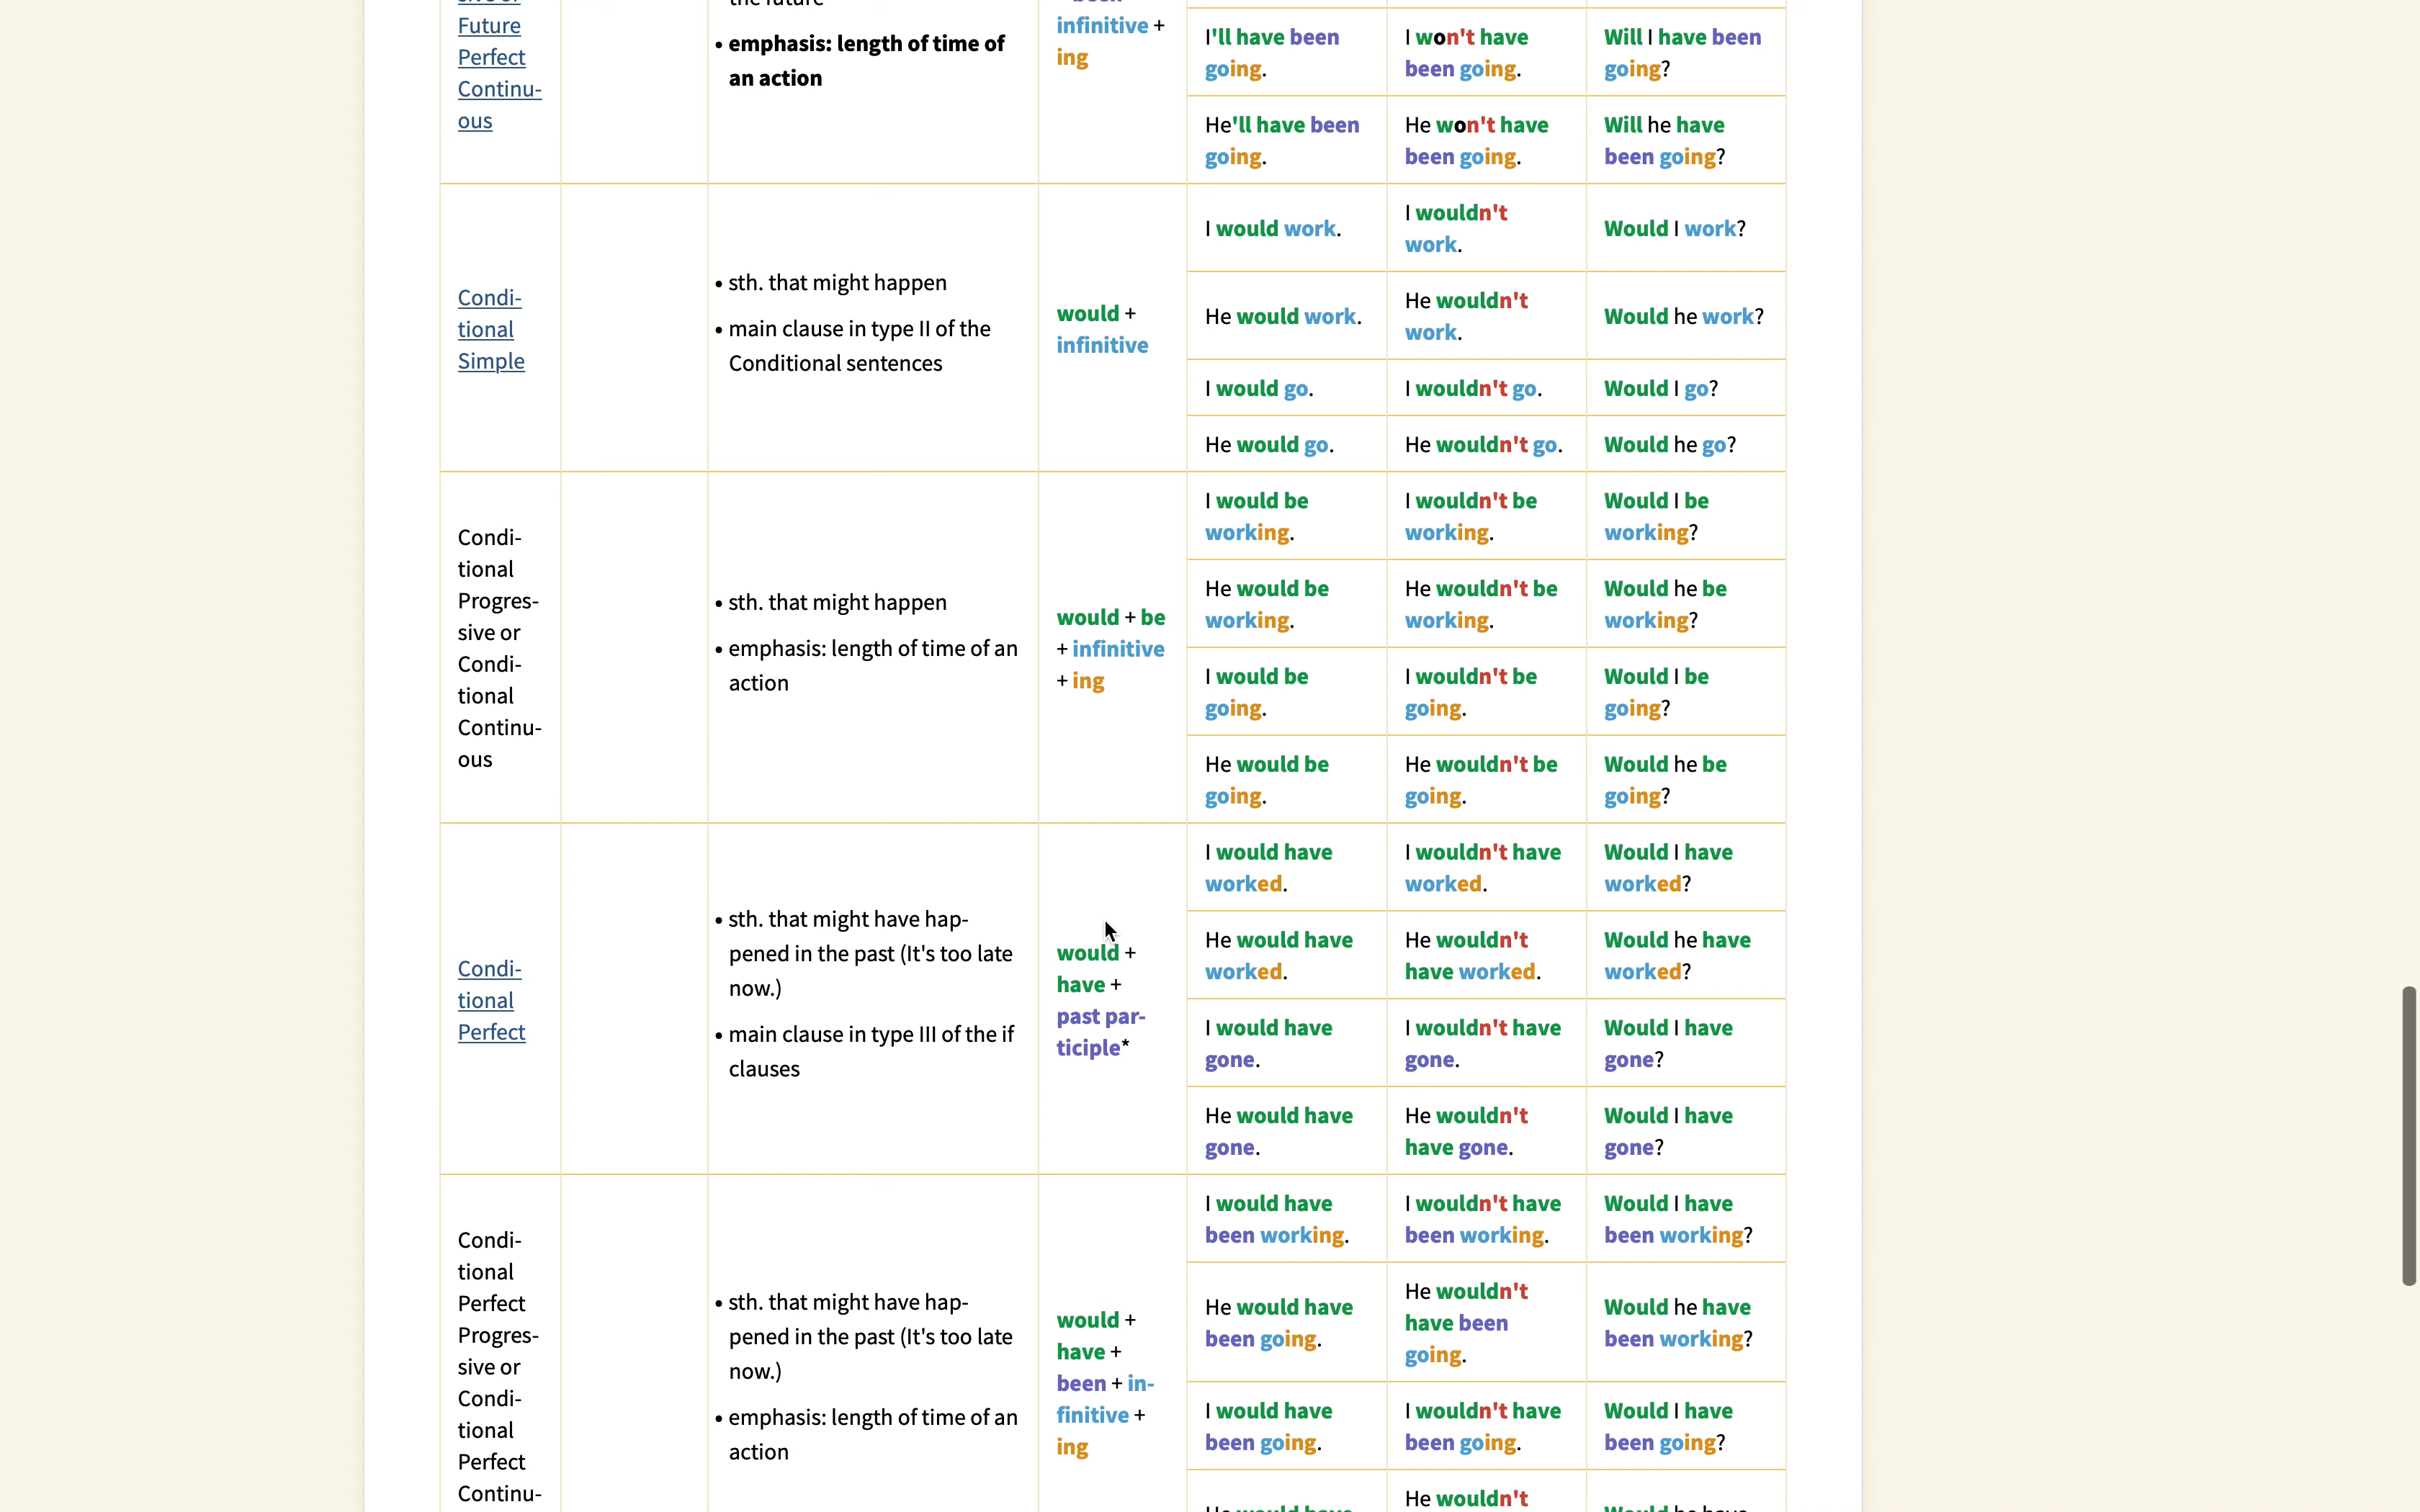 sive or
Future
Perfect
Continu-
ous
the future
• emphasis: length of time of
an action
been
infinitive +
ing
I'll have been
going.
I won't have
been going.
Will I have been
going?
He'll have been
going.
He won't have
been going.
Will he have
been going?
Condi-
tional
Simple
• sth. that might happen
• main clause in type II of the
Conditional sentences
would +
infinitive
I would work.
I wouldn't
work.
Would I work?
He would work.
He wouldn't
work.
Would he work?
I would go.
I wouldn't go.
Would I go?
He would go.
He wouldn't go.
Would he go?
Condi-
tional
Progres-
sive or
Condi-
tional
Continu-
ous
• sth. that might happen
• emphasis: length of time of an
action
would + be
+ infinitive
+ ing
I would be
working.
I wouldn't be
working.
Would I be
working?
He would be
working.
He wouldn't be
working.
Would he be
working?
I would be
going.
I wouldn't be
going.
Would I be
going?
He would be
going.
He wouldn't be
going.
Would he be
going?
Condi-
tional
Perfect
• sth. that might have hap-
pened in the past (It's too late
now.)
• main clause in type III of the if
clauses
would +
have +
past par-
ticiple*
I would have
worked.
I wouldn't have
worked.
Would I have
worked?
He would have
worked.
He wouldn't
have worked.
Would he have
worked?
I would have
gone.
I wouldn't have
gone.
Would I have
gone?
He would have
gone.
He wouldn't
have gone.
Would I have
gone?
Condi-
tional
Perfect
Progres-
sive or
Condi-
tional
Perfect
Continu-
• sth. that might have hap-
pened in the past (It's too late
now.)
• emphasis: length of time of an
action
would +
have +
been + in-
finitive +
ing
I would have
been working.
I wouldn't have
been working.
Would I have
been working?
He would have
been going.
He wouldn't
have been
going.
Would he have
been working?
I would have
been going.
I wouldn't have
been going.
Would I have
been going?
He would have
He wouldn't
Would he have